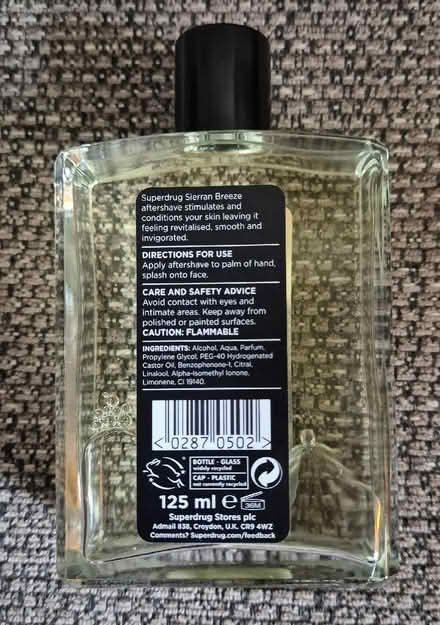 Superdrug Sierran Breeze
aftershave stimulates and
conditions your skin leaving it
feeling revitalised, smooth and
invigorated.
DIRECTIONS FOR USE
Apply aftershave to palm of hand,
splash onto face.
CARE AND SAFETY ADVICE
Avoid contact with eyes and
intimate areas. Keep away from
polished or painted surfaces.
CAUTION: FLAMMABLE
INGREDIENTS: Alcohol, Aqua, Parfum,
Propylene Glycol, PEG-40 Hydrogenated
Castor Oil, Benzophenone-1, Citral,
Linalool, Alpha-Isomethyl Ionone,
Limonene, CI 19140.
<0287 0502>
BOTTLE - GLASS
widely recycled
CAP - PLASTIC
not currently recycled
125 ml e 36M
Superdrug Stores plc
Admail 838, Croydon, U.K. CR9 4WZ
Comments? Superdrug.com/feedback